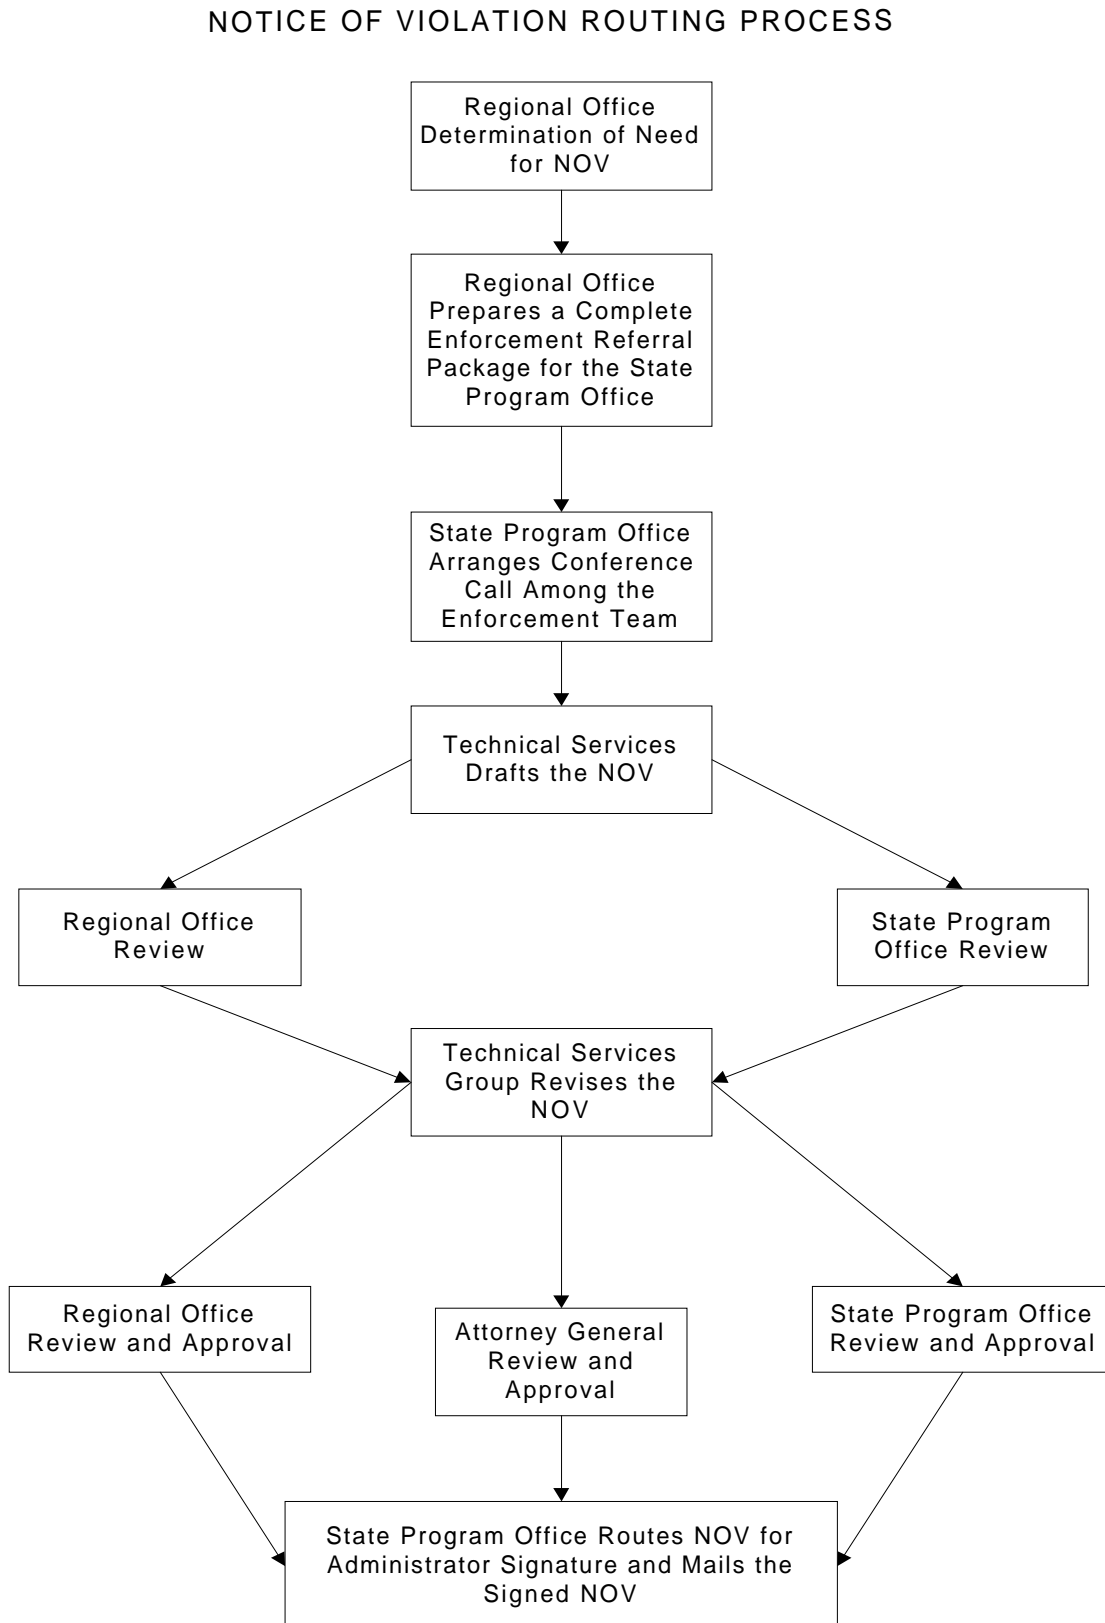 NOTICE OF VIOLATION ROUTING PROCESS
Regional Office
Determination of Need
for NOV
Regional Office
Prepares a Complete
Enforcement Referral
Package for the State
Program Office
State Program Office
Arranges Conference
Call Among the
Enforcement Team
Technical Services
Drafts the NOV
Regional Office
Review
State Program
Office Review
Technical Services
Group Revises the
NOV
Regional Office
Review and Approval
Attorney General
Review and
Approval
State Program Office
Review and Approval
State Program Office Routes NOV for
Administrator Signature and Mails the
Signed NOV